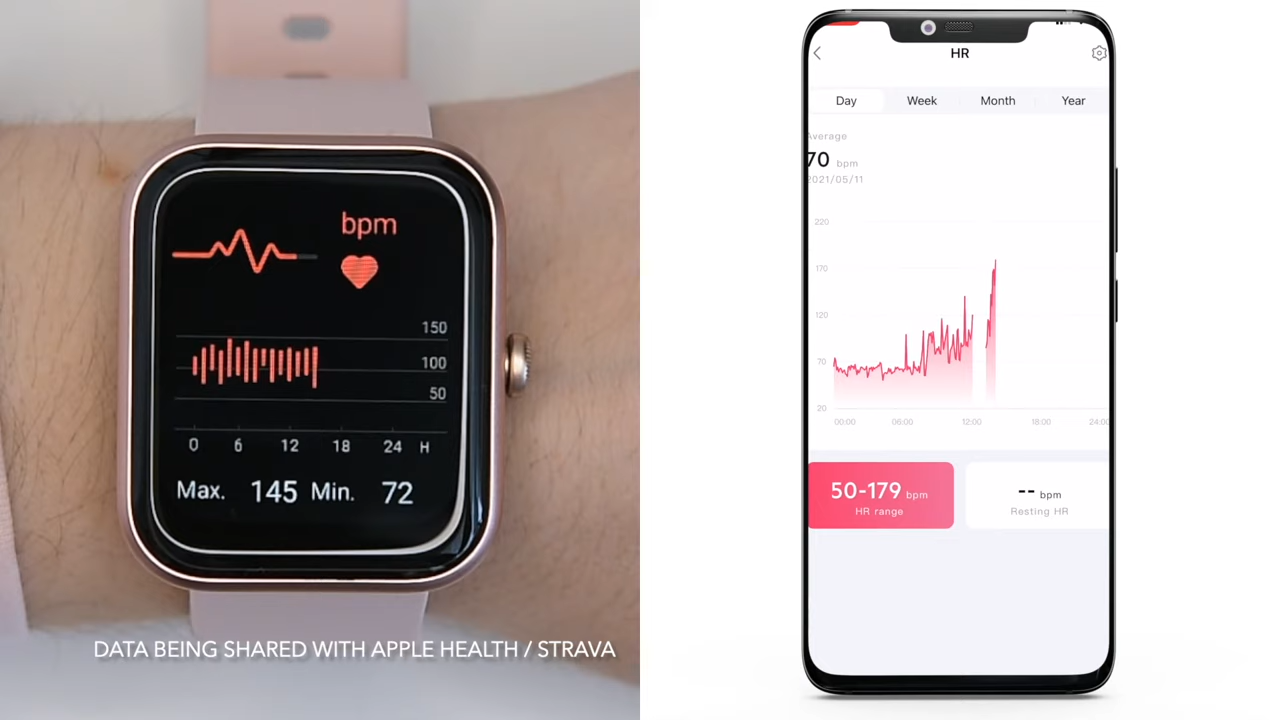 bpm
150
100
50
0 6 12 18 24 H
Max. 145 Min. 72
DATA BEING SHARED WITH APPLE HEALTH / STRAVA
HR
Day Week Month Year
Average
70 bpm
2021/05/11
220
170
120
70
20
00:00 06:00 12:00 18:00 24:00
50-179 bpm
HR range
-- bpm
Resting HR